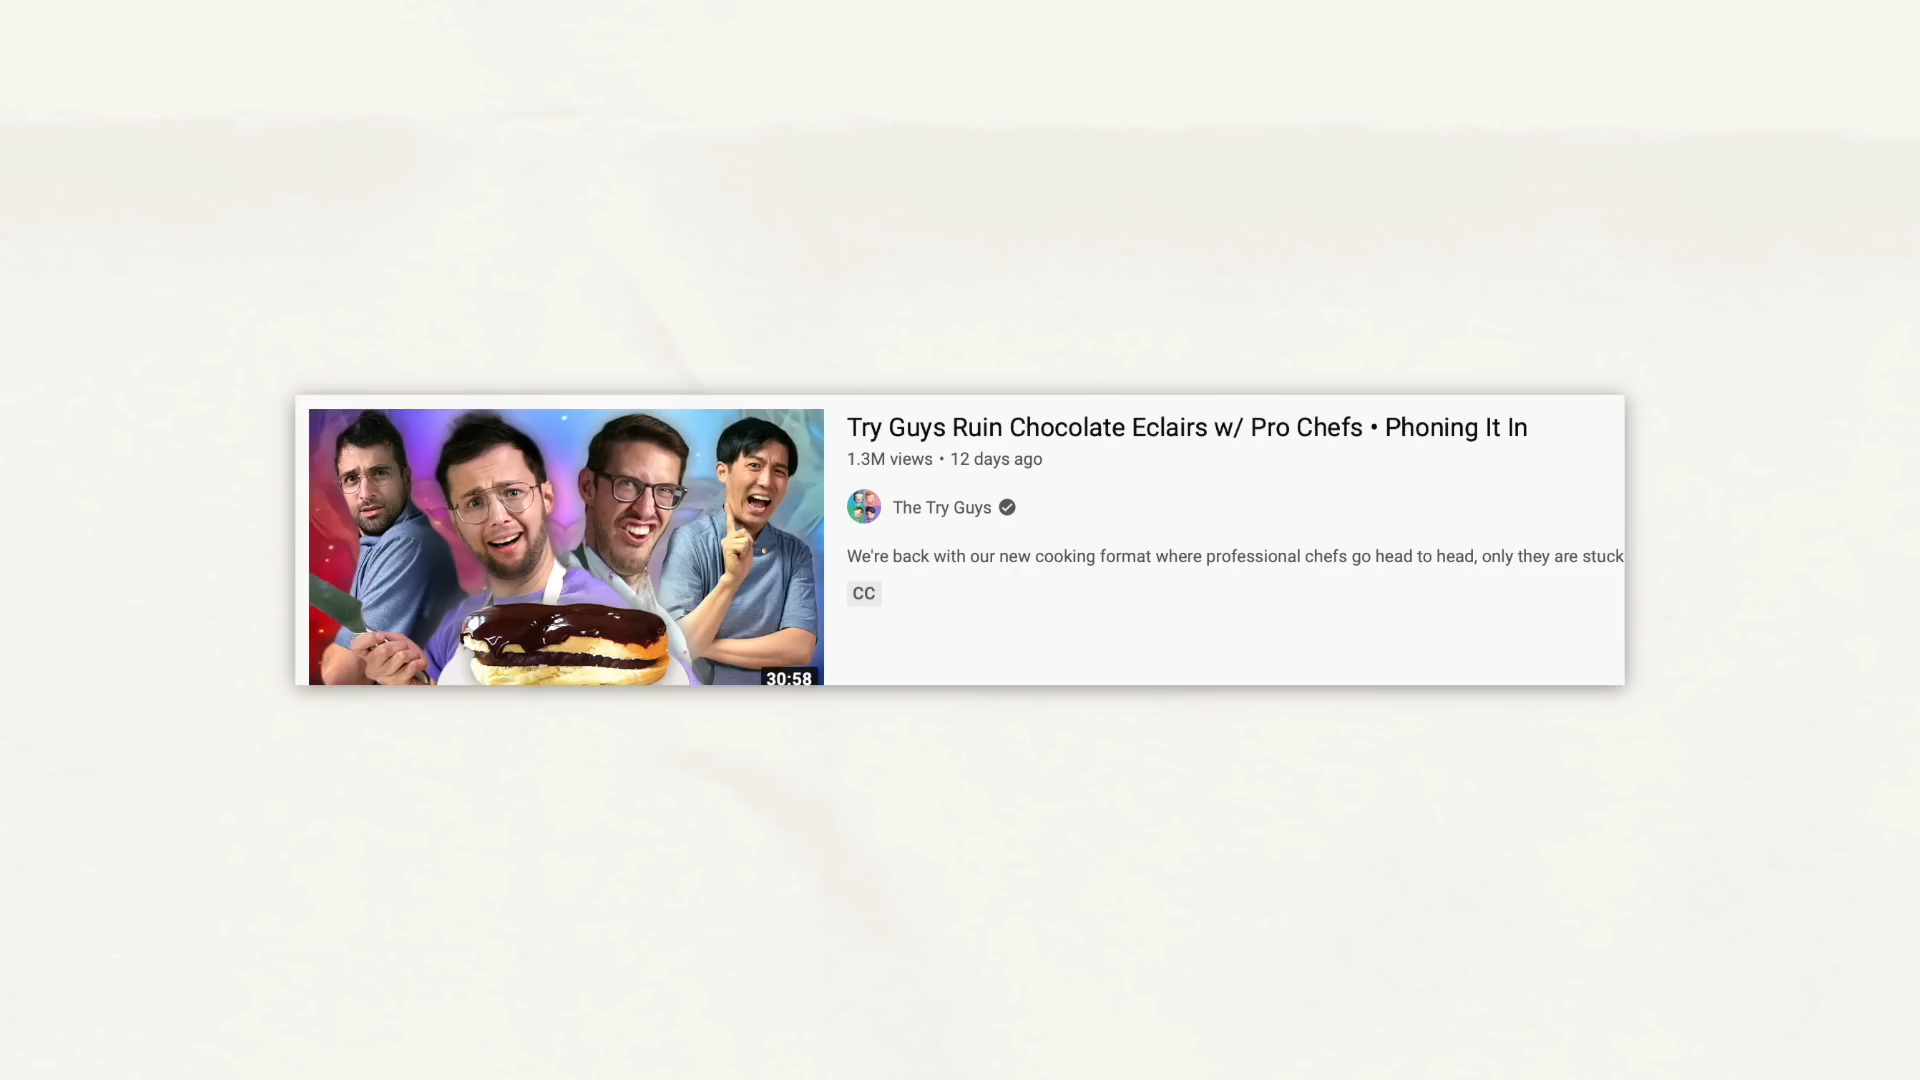 Try Guys Ruin Chocolate Eclairs w/ Pro Chefs • Phoning It In
1.3M views • 12 days ago
The Try Guys
We're back with our new cooking format where professional chefs go head to head, only they are stuck
CC
30:58